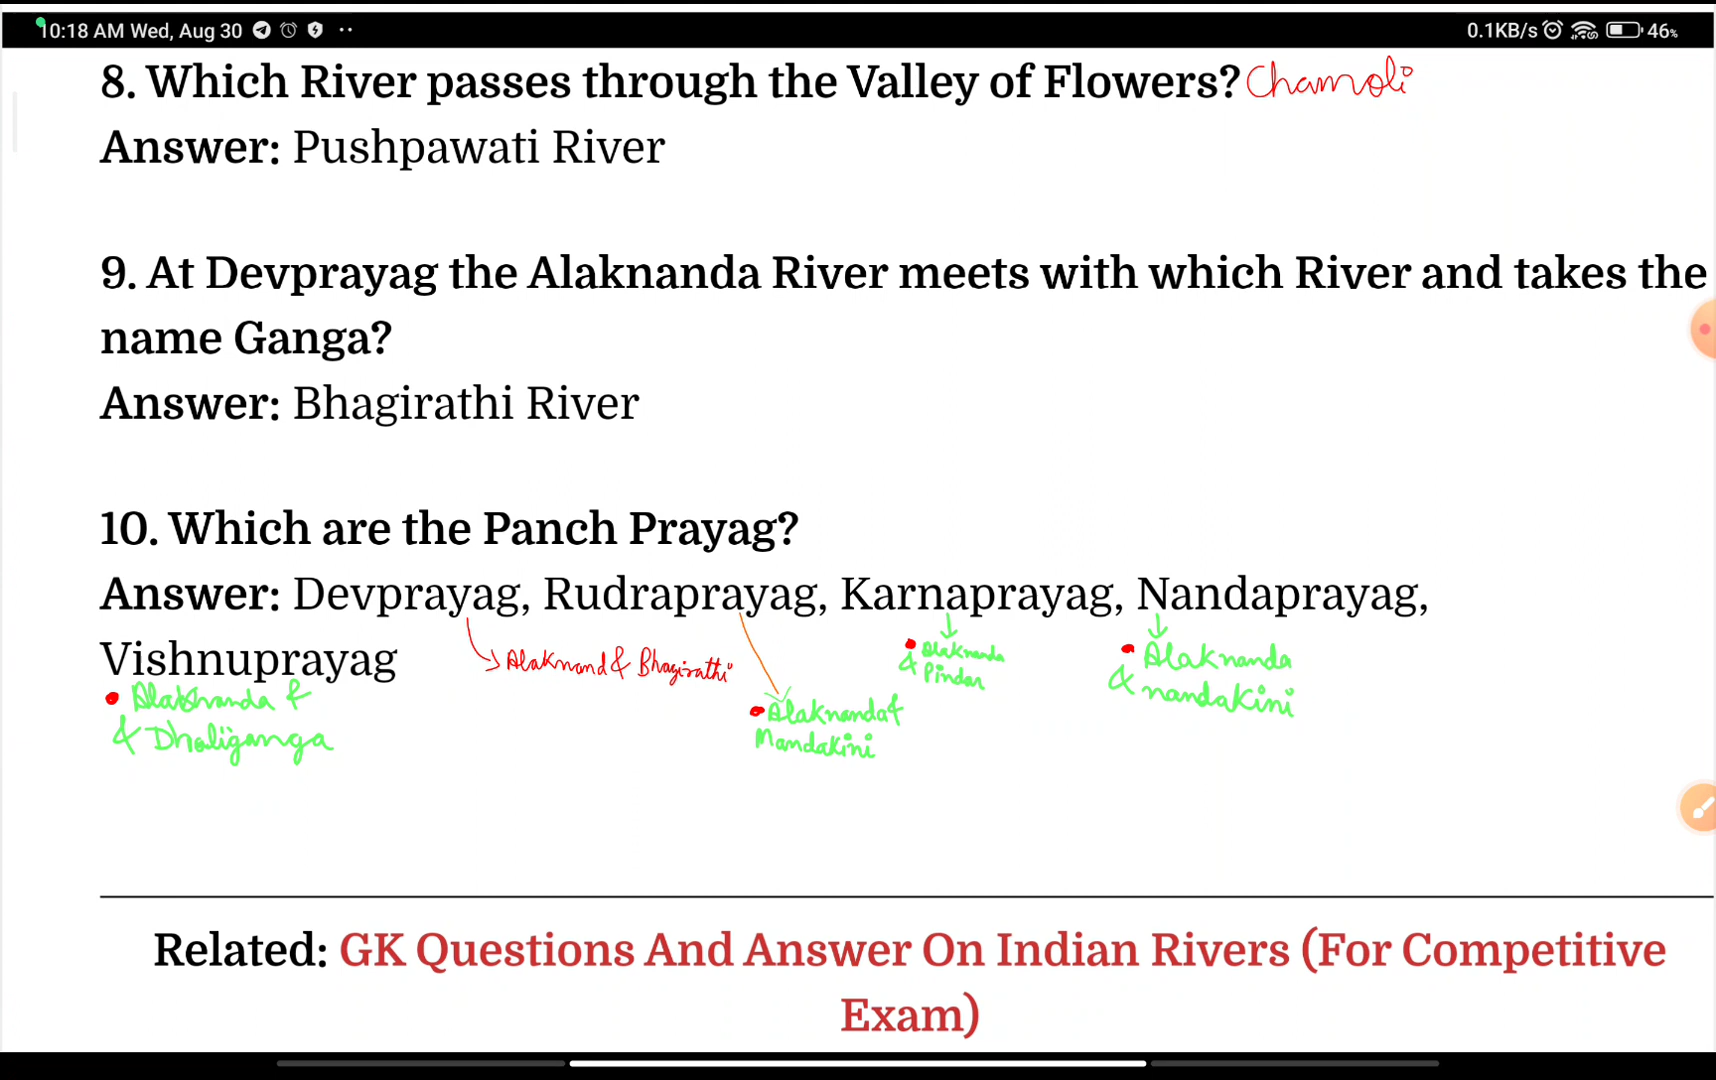 10:18 AM Wed, Aug 30
0.1KB/s 46%
8. Which River passes through the Valley of Flowers? Chamoli
Answer: Pushpawati River
9. At Devprayag the Alaknanda River meets with which River and takes the
name Ganga?
Answer: Bhagirathi River
10. Which are the Panch Prayag?
Answer: Devprayag, Rudraprayag, Karnaprayag, Nandaprayag,
Vishnuprayag
Alaknand & Bhagirathi
Alaknanda &
Mandakini
Alaknanda
& Pindar
Alaknanda
& nandakini
Alaknanda &
& Dholiganga
Related: GK Questions And Answer On Indian Rivers (For Competitive
Exam)